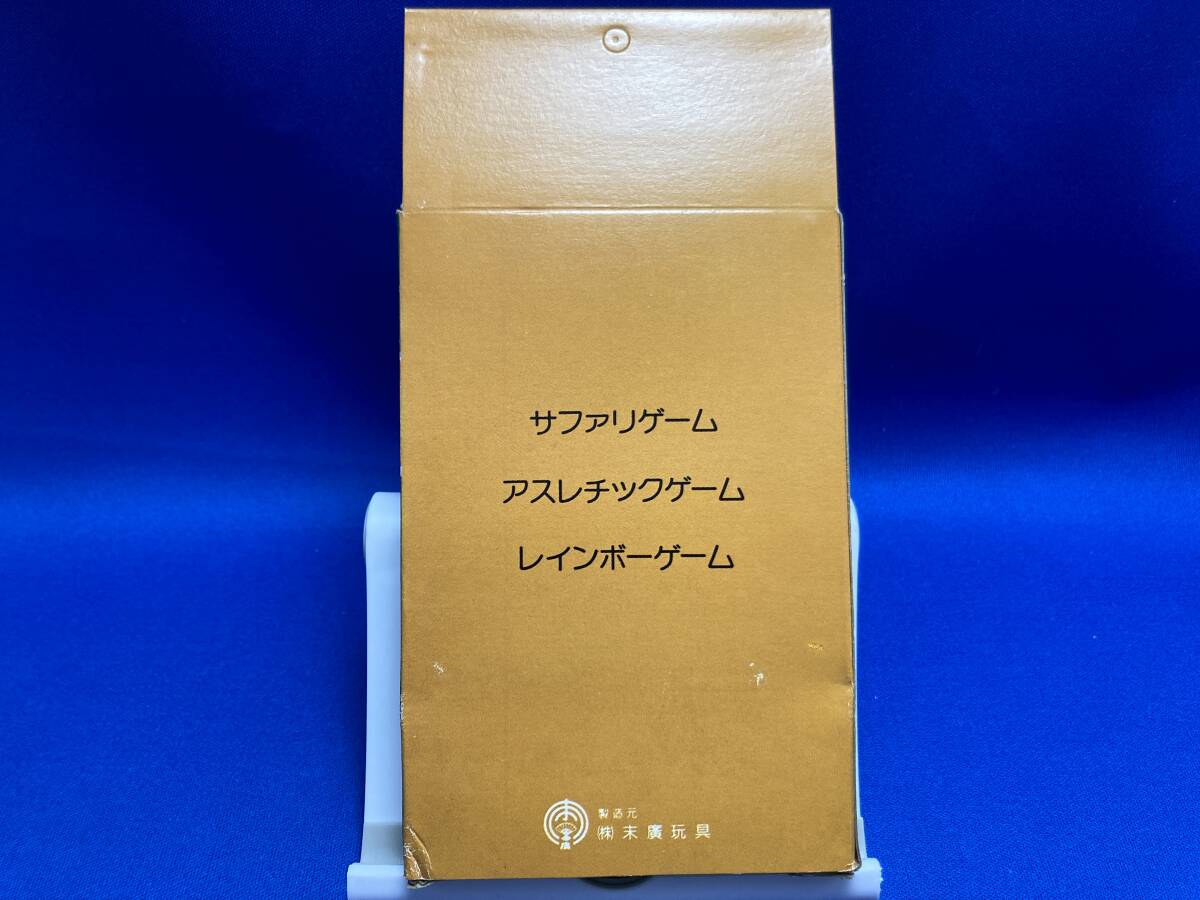 サファリゲーム
アスレチックゲーム
レインボーゲーム
製造元
㈱末廣玩具